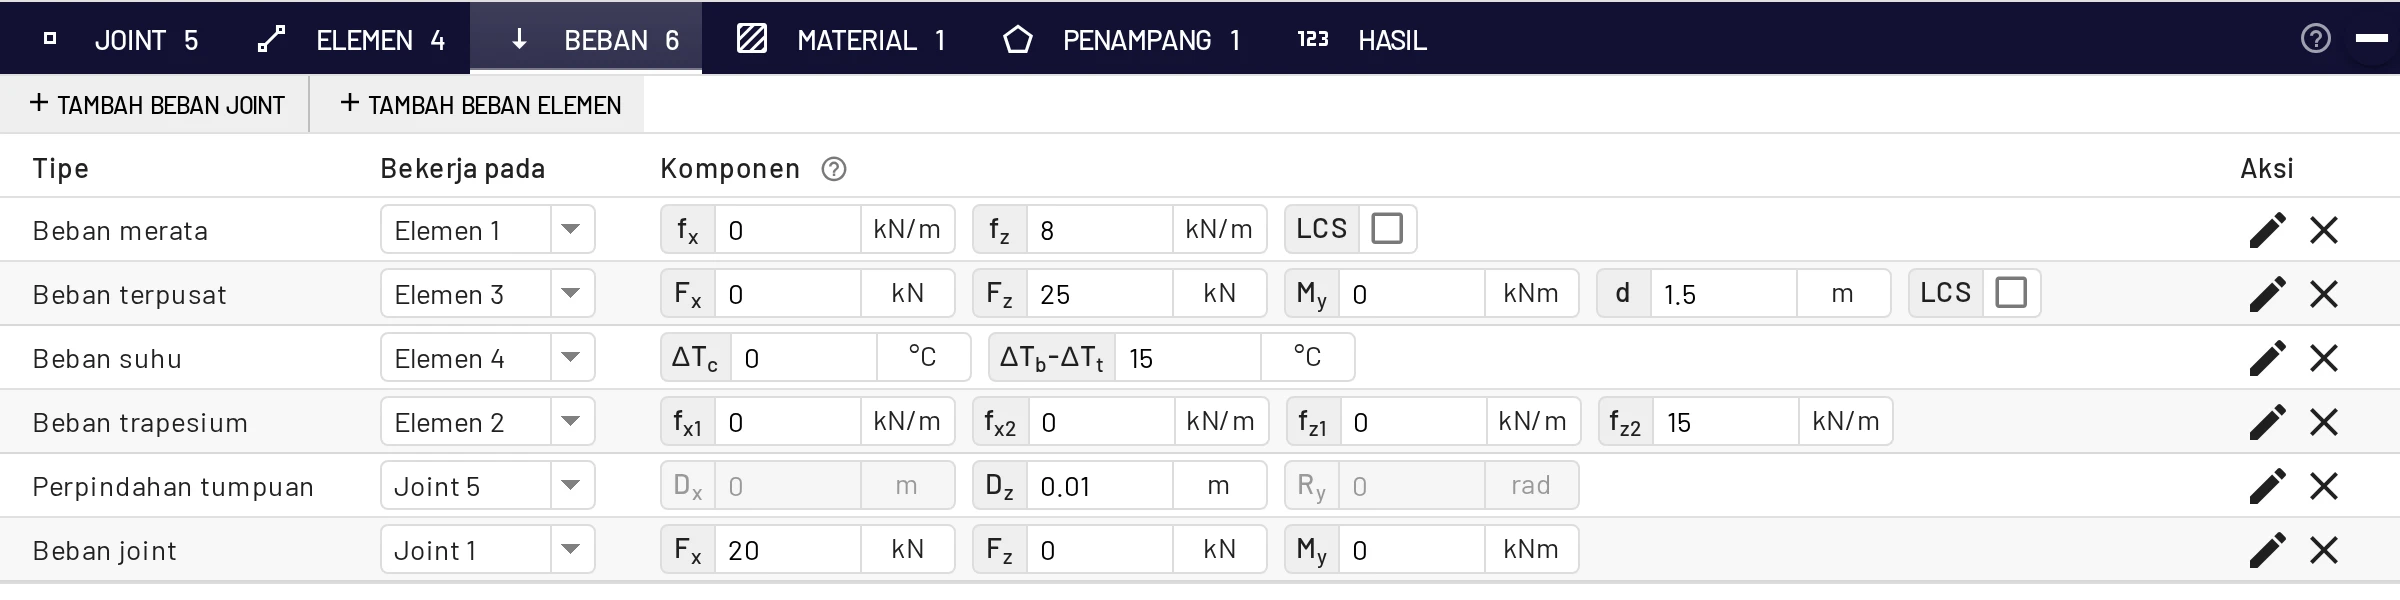 JOINT 5 ELEMEN 4 BEBAN 6 MATERIAL 1 PENAMPANG 1 123 HASIL ?
+ TAMBAH BEBAN JOINT + TAMBAH BEBAN ELEMEN
Tipe Bekerja pada Komponen ? Aksi
Beban merata Elemen 1 fx 0 kN/m fz 8 kN/m LCS
Beban terpusat Elemen 3 Fx 0 kN Fz 25 kN My 0 kNm d 1.5 m LCS
Beban suhu Elemen 4 ΔTc 0 °C ΔTb-ΔTt 15 °C
Beban trapesium Elemen 2 fx1 0 kN/m fx2 0 kN/m fz1 0 kN/m fz2 15 kN/m
Perpindahan tumpuan Joint 5 Dx 0 m Dz 0.01 m Ry 0 rad
Beban joint Joint 1 Fx 20 kN Fz 0 kN My 0 kNm